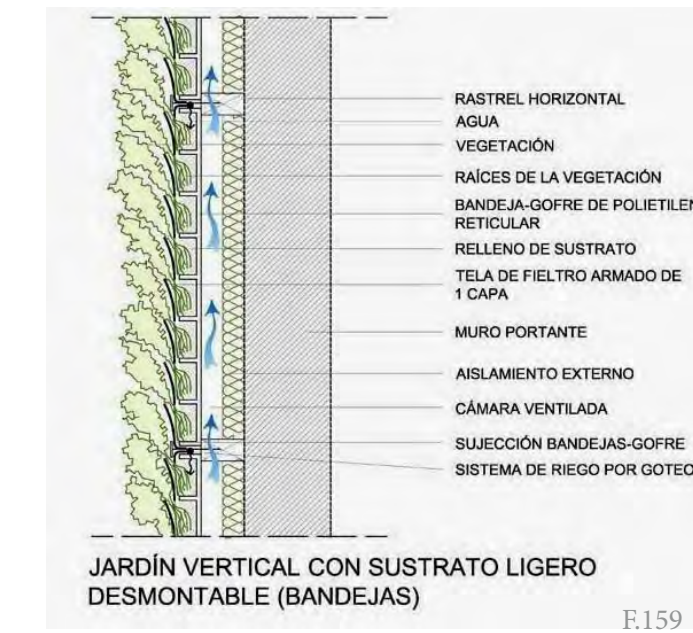 RASTREL HORIZONTAL
AGUA
VEGETACIÓN
RAÍCES DE LA VEGETACIÓN
BANDEJA-GOFRE DE POLIETILEN
RETICULAR
RELLENO DE SUSTRATO
TELA DE FIELTRO ARMADO DE
1 CAPA
MURO PORTANTE
AISLAMIENTO EXTERNO
CÁMARA VENTILADA
SUJECCIÓN BANDEJAS-GOFRE
SISTEMA DE RIEGO POR GOTEO
JARDÍN VERTICAL CON SUSTRATO LIGERO
DESMONTABLE (BANDEJAS)
F.159